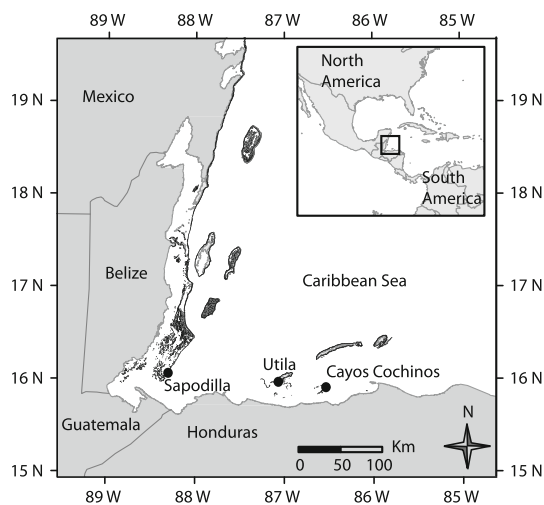 89 W 88 W 87 W 86 W 85 W
North
America
19 N
Mexico
19 N
South
America
18 N
18 N
17 N
Belize
Caribbean Sea
17 N
Utila
Cayos Cochinos
16 N
Sapodilla
16 N
Guatemala
Honduras
N
Km
0 50 100
15 N
15 N
89 W 88 W 87 W 86 W 85 W